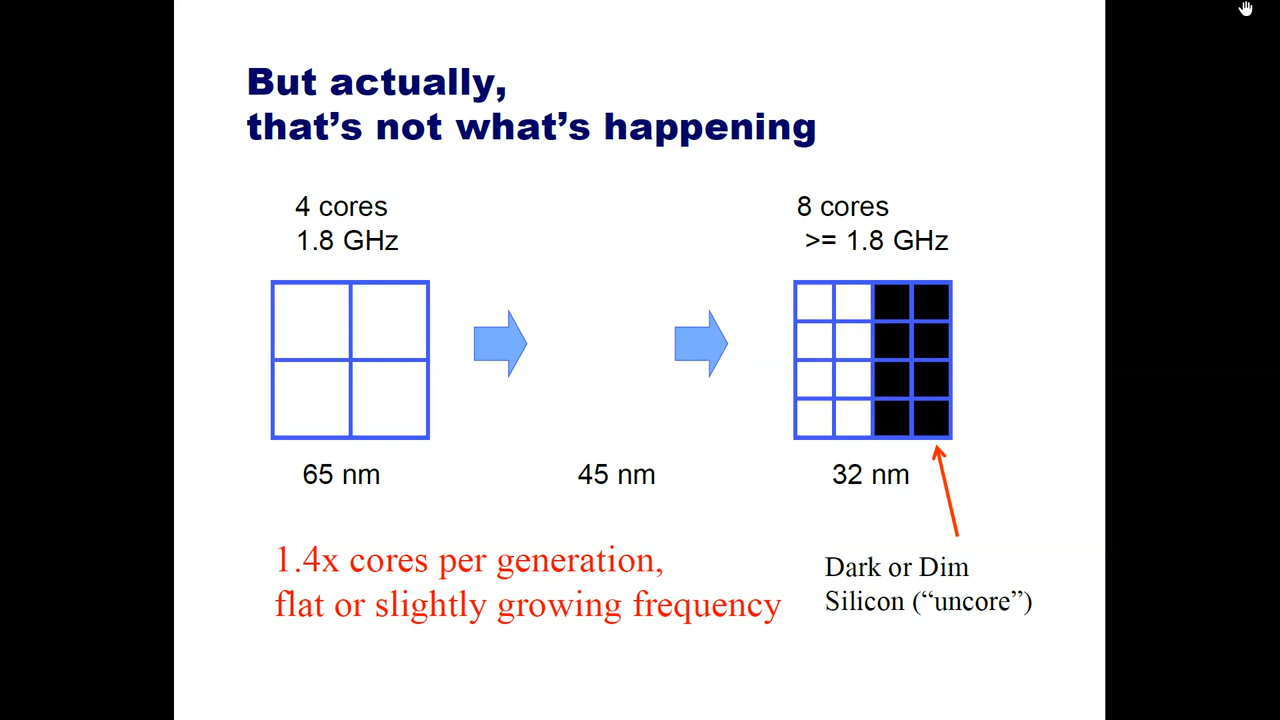 But actually,
that’s not what’s happening
4 cores
1.8 GHz
8 cores
>= 1.8 GHz
65 nm
45 nm
32 nm
1.4x cores per generation,
flat or slightly growing frequency
Dark or Dim
Silicon (“uncore”)